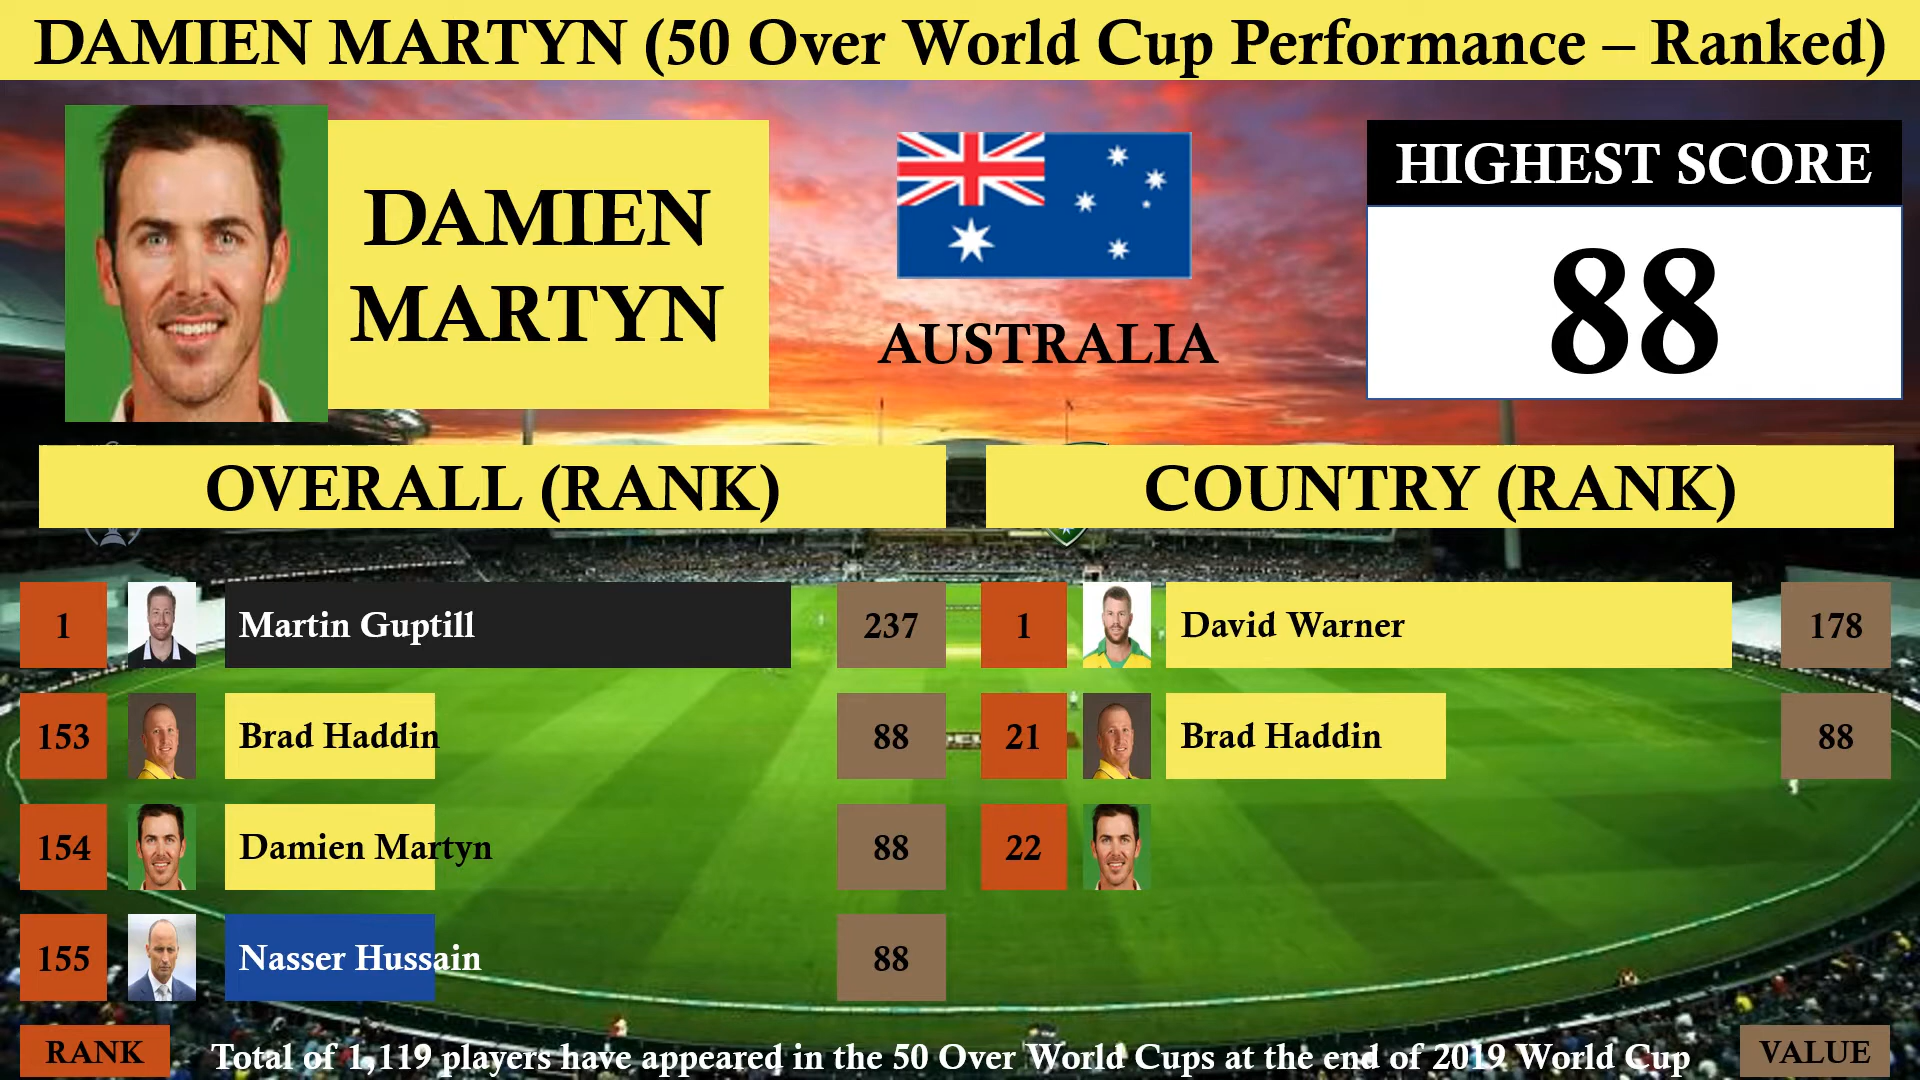 DAMIEN MARTYN (50 Over World Cup Performance – Ranked)
DAMIEN
MARTYN
AUSTRALIA
HIGHEST SCORE
88
OVERALL (RANK)
1 Martin Guptill 237
153 Brad Haddin 88
154 Damien Martyn 88
155 Nasser Hussain 88
COUNTRY (RANK)
1 David Warner 178
21 Brad Haddin 88
22
RANK
Total of 1,119 players have appeared in the 50 Over World Cups at the end of 2019 World Cup
VALUE